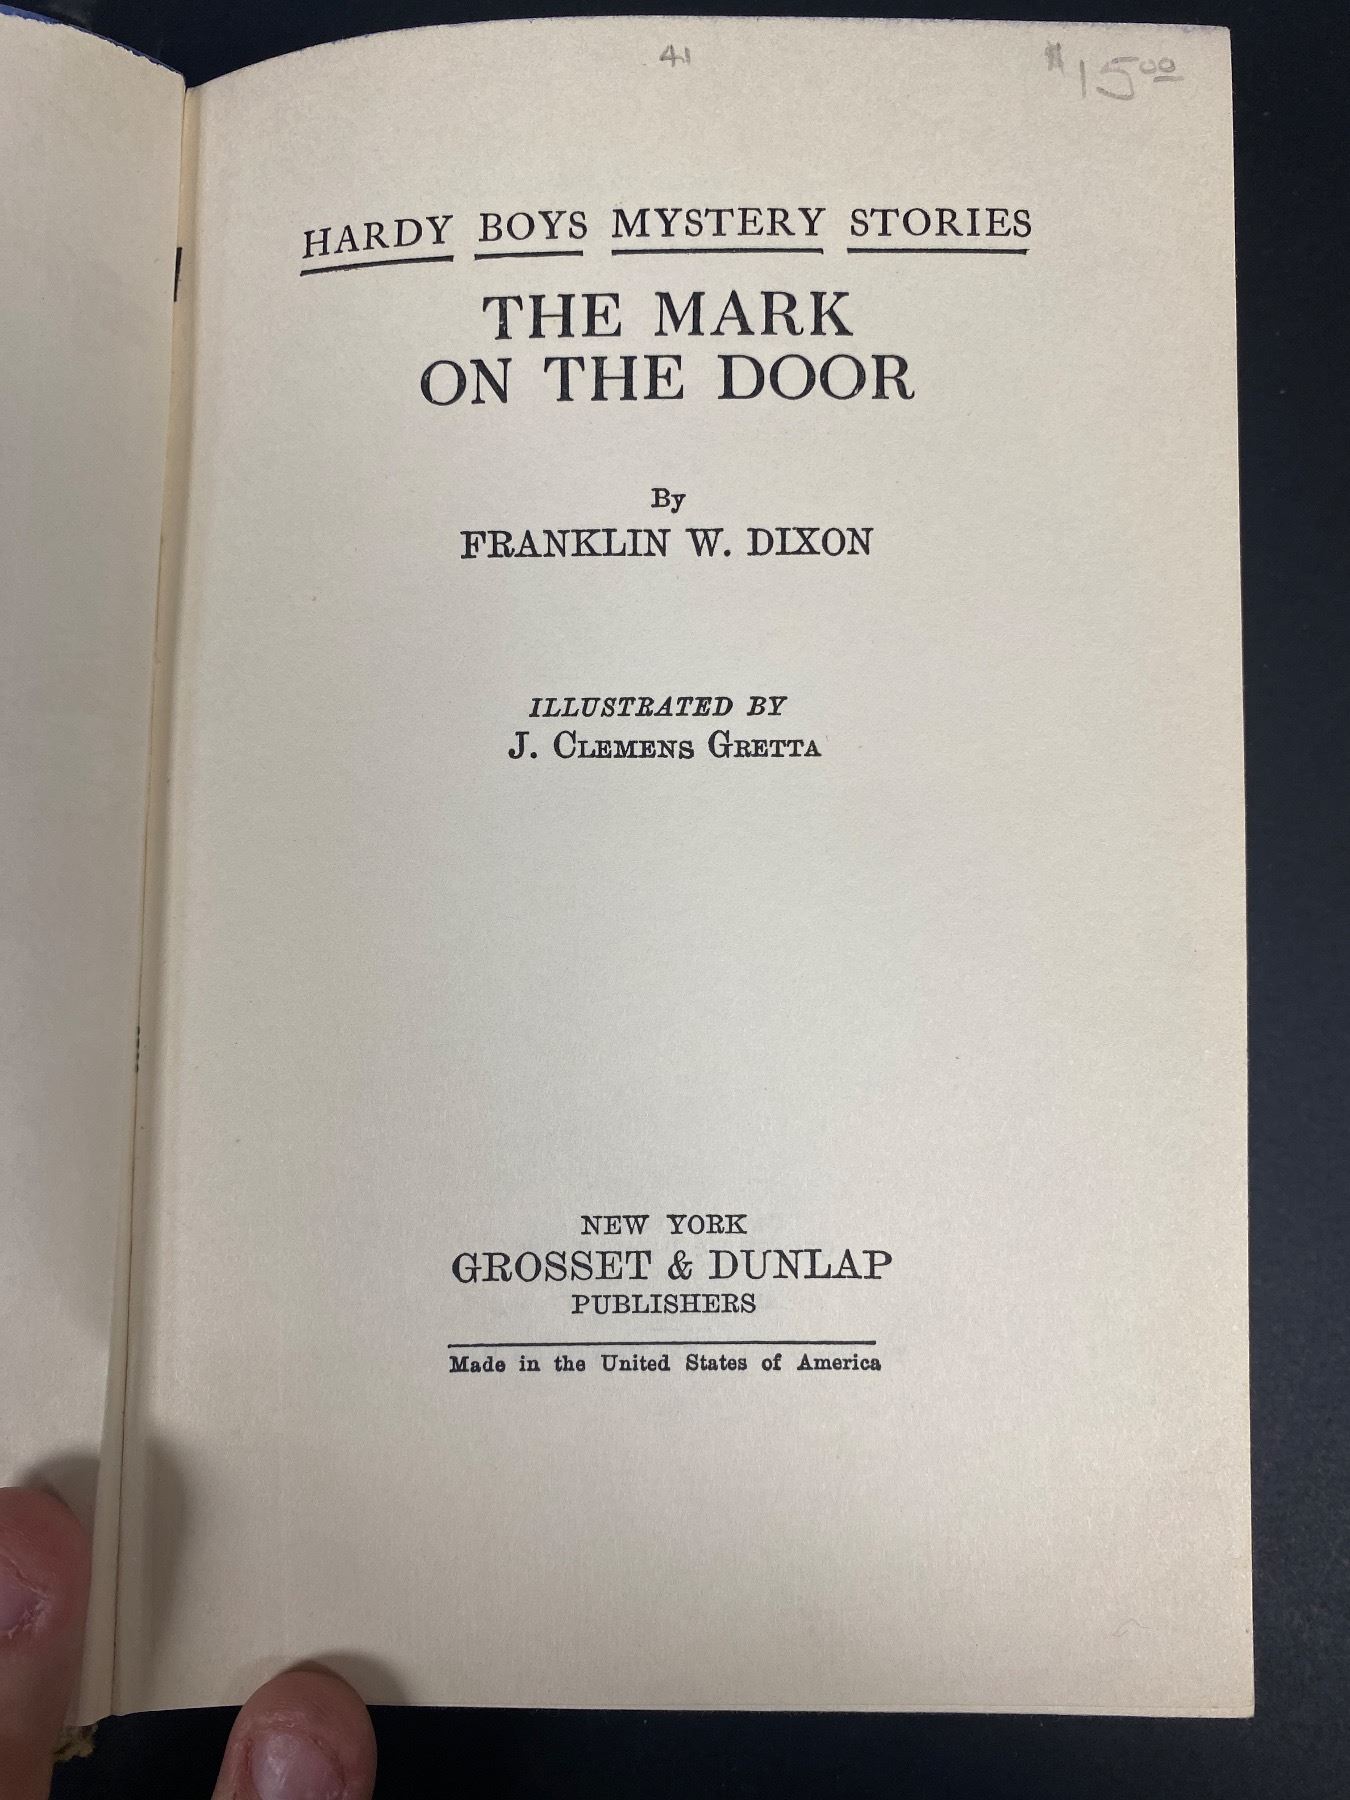 41
$15.00
HARDY BOYS MYSTERY STORIES
THE MARK
ON THE DOOR
By
FRANKLIN W. DIXON
ILLUSTRATED BY
J. CLEMENS GRETTA
NEW YORK
GROSSET & DUNLAP
PUBLISHERS
Made in the United States of America